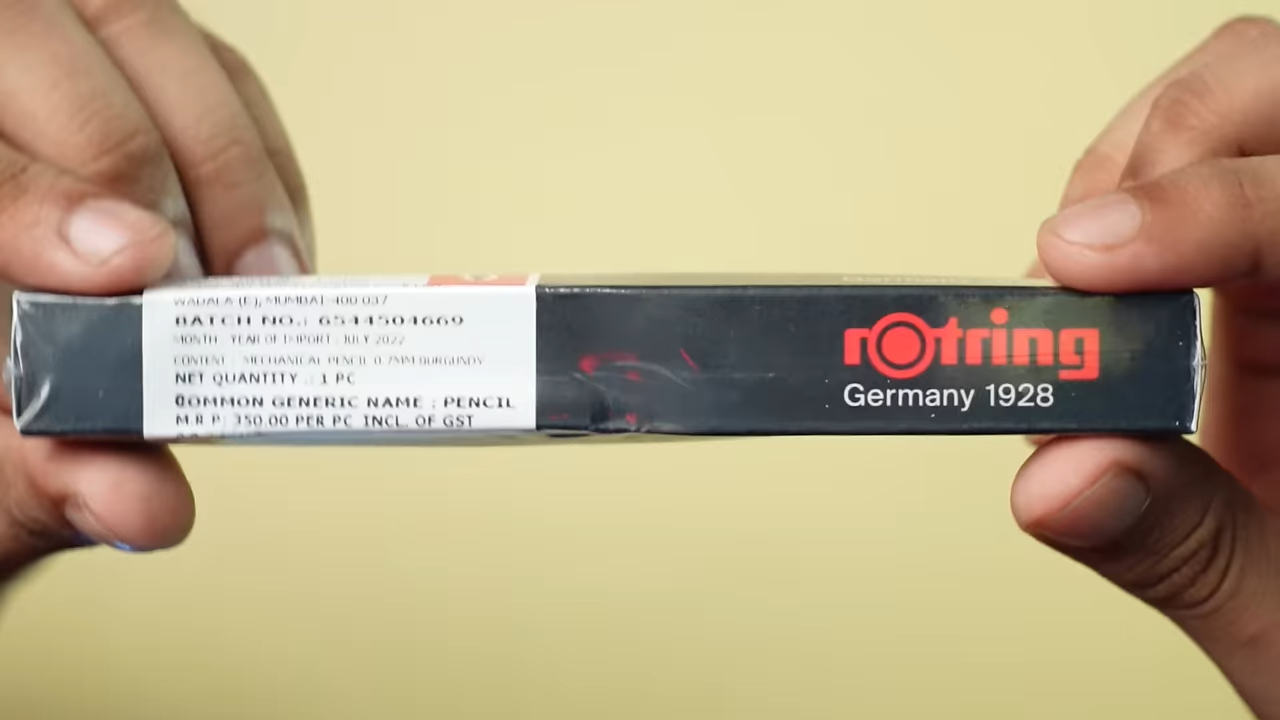 WADALA (E), MUMBAI-400 037
BATCH NO.: 6544504669
MONTH YEAR OF IMPORT : JULY 2022
CONTENT : MECHANICAL PENCIL 0.7MM BURGUNDY
NET QUANTITY : 1 PC
COMMON GENERIC NAME : PENCIL
M.R.P: 350.00 PER PC INCL. OF GST
rotring
Germany 1928